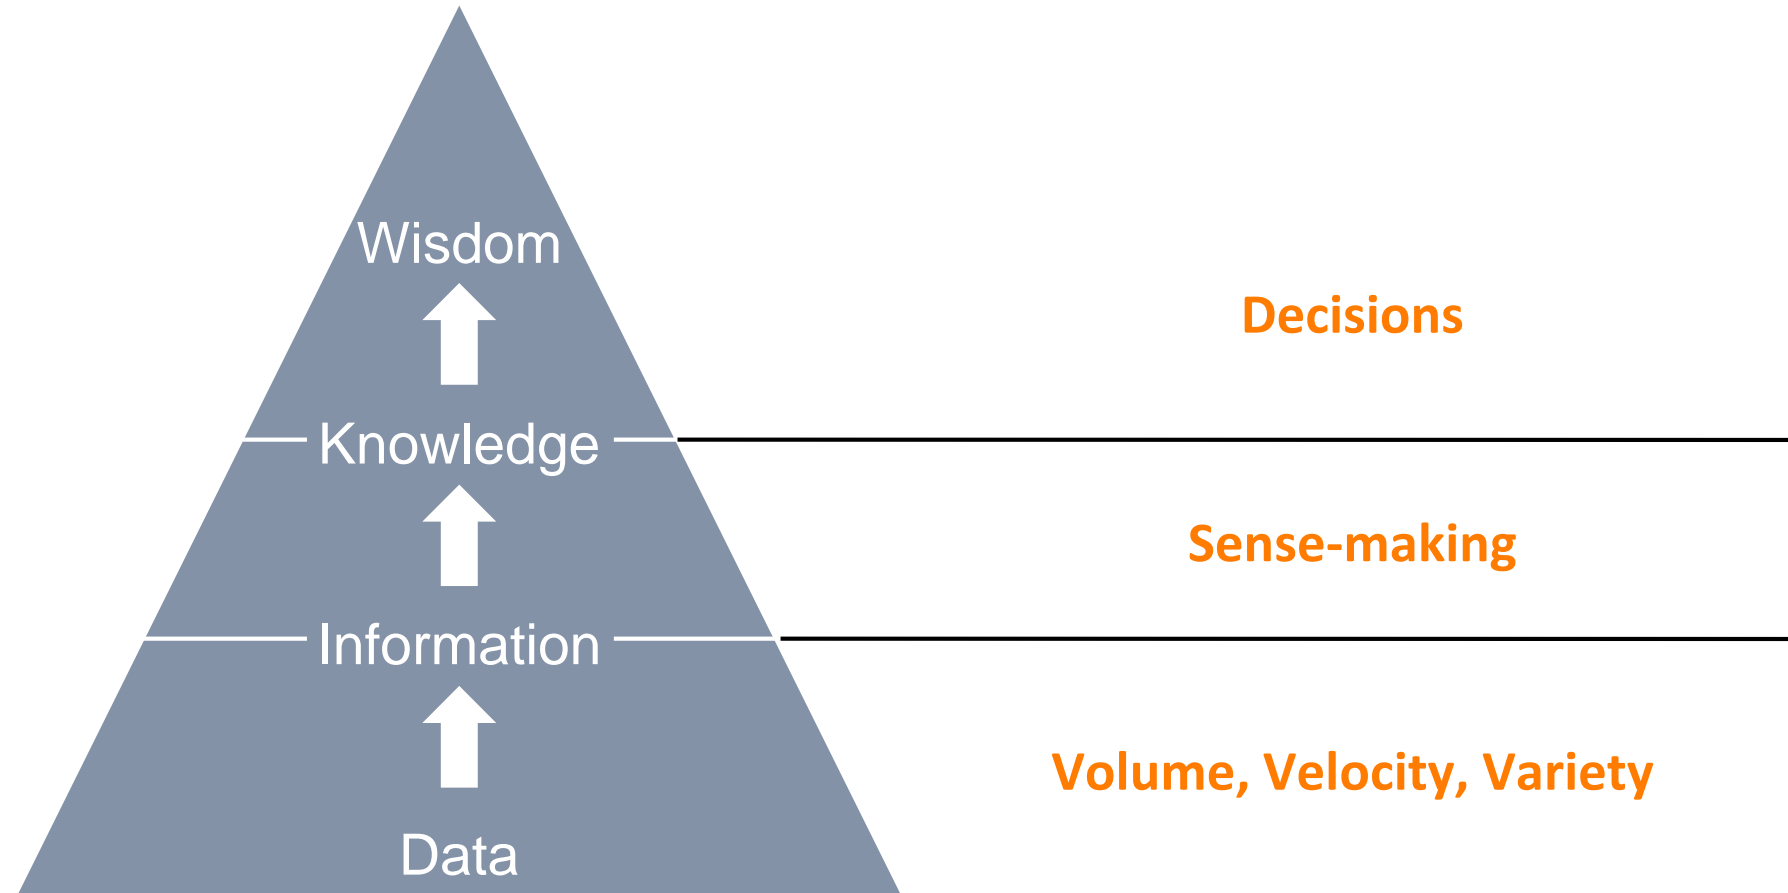 Wisdom
Decisions
Knowledge
Sense-making
Information
Volume, Velocity, Variety
Data